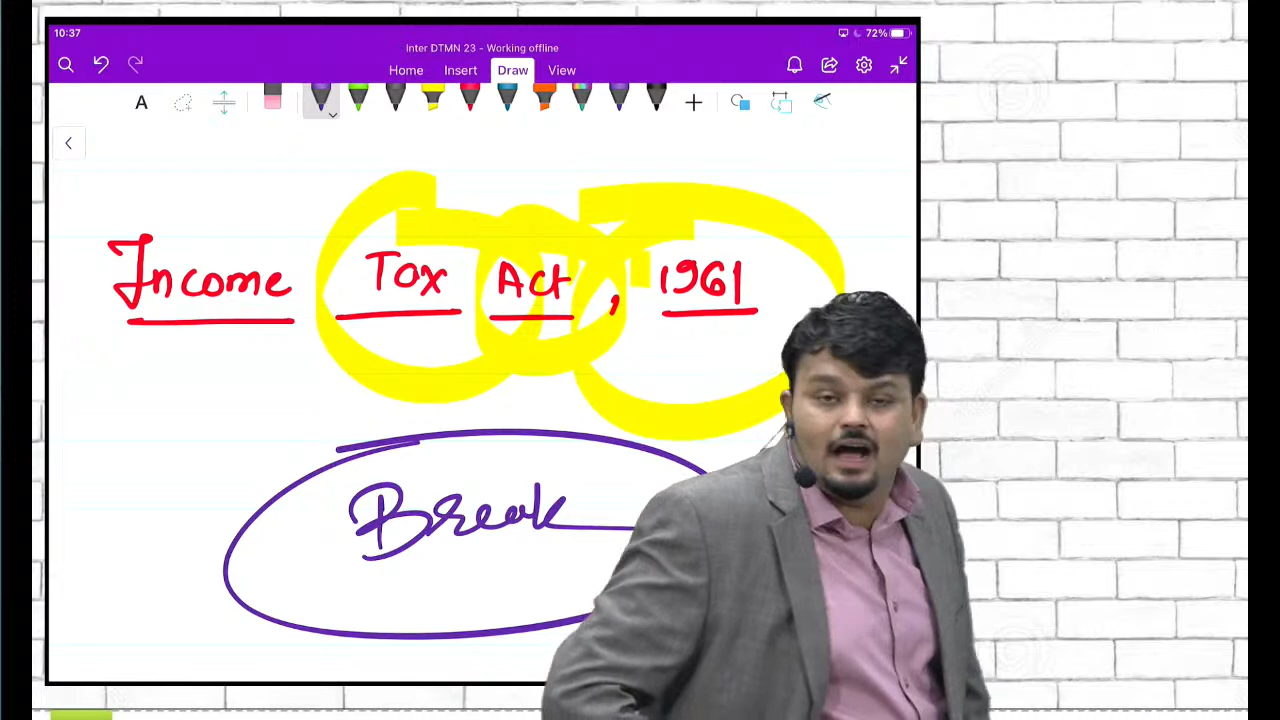 10:37
72%
Inter DTMN 23 - Working offline
Home Insert Draw View
A
Income Tax Act, 1961
Break